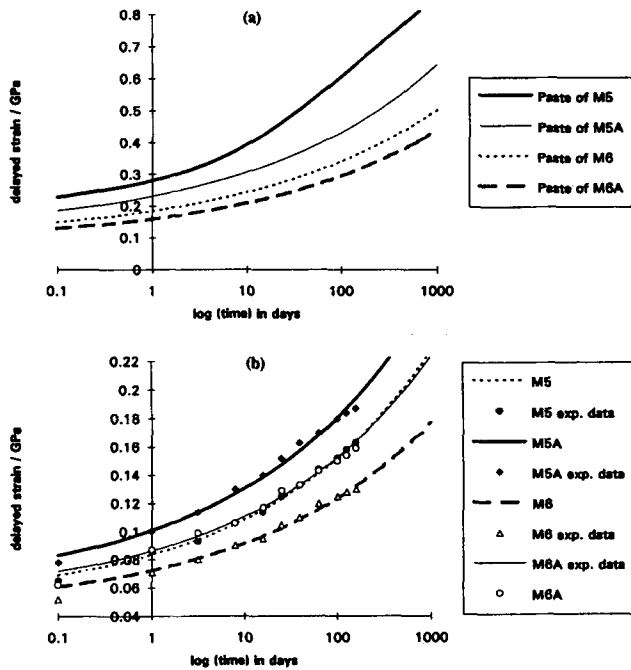 (a)
delayed strain / GPa
0.8
0.7
0.6
0.5
0.4
0.3
0.2
0.1
0
0.1 1 10 100 1000
log (time) in days
Paste of M5
Paste of M5A
Paste of M6
Paste of M6A
(b)
delayed strain / GPa
0.22
0.2
0.18
0.16
0.14
0.12
0.1
0.08
0.06
0.04
0.1 1 10 100 1000
log (time) in days
M5
M5 exp. data
M5A
M5A exp. data
M6
M6 exp. data
M6A exp. data
M6A